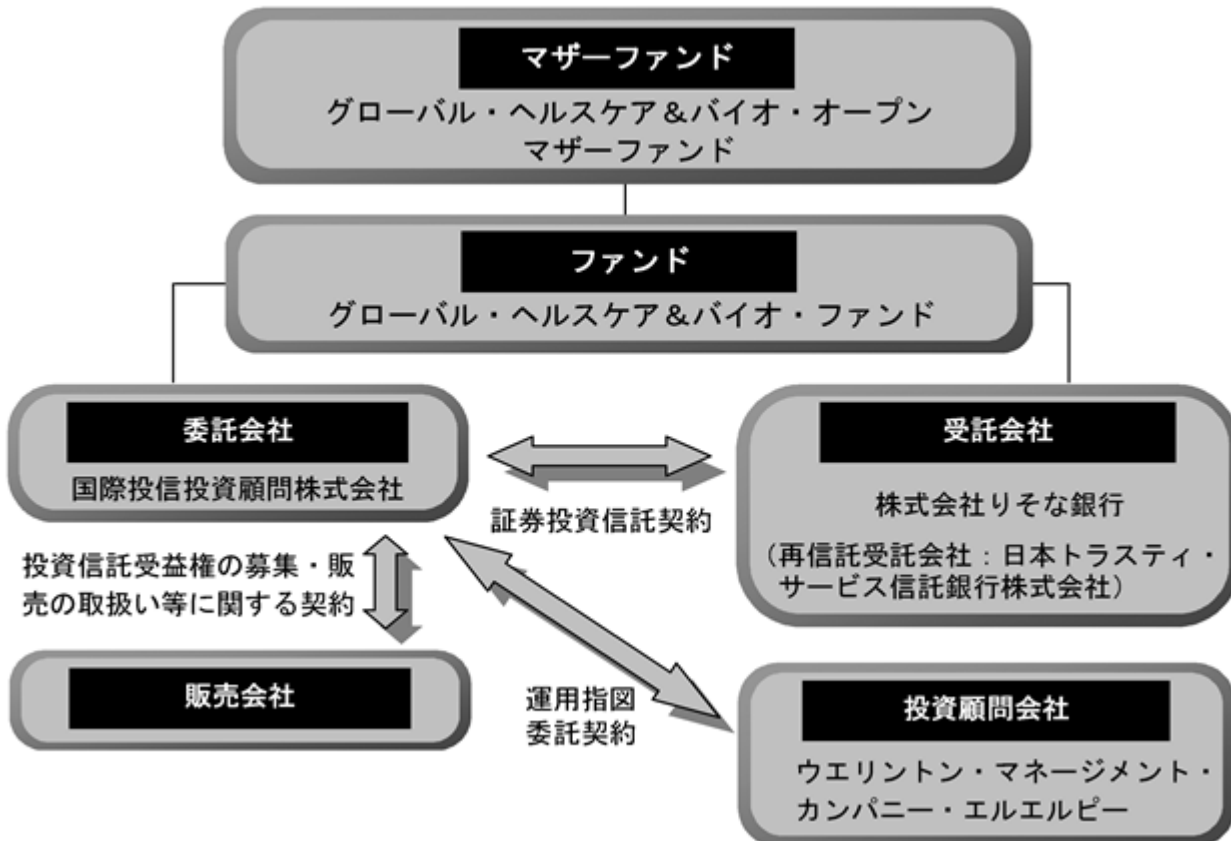 マザーファンド
グローバル・ヘルスケア&バイオ・オープン
マザーファンド
ファンド
グローバル・ヘルスケア&バイオ・ファンド
委託会社
国際投信投資顧問株式会社
証券投資信託契約
受託会社
株式会社りそな銀行
（再信託受託会社：日本トラスティ・
サービス信託銀行株式会社）
投資信託受益権の募集・販
売の取扱い等に関する契約
販売会社
運用指図
委託契約
投資顧問会社
ウエリントン・マネージメント・
カンパニー・エルエルピー